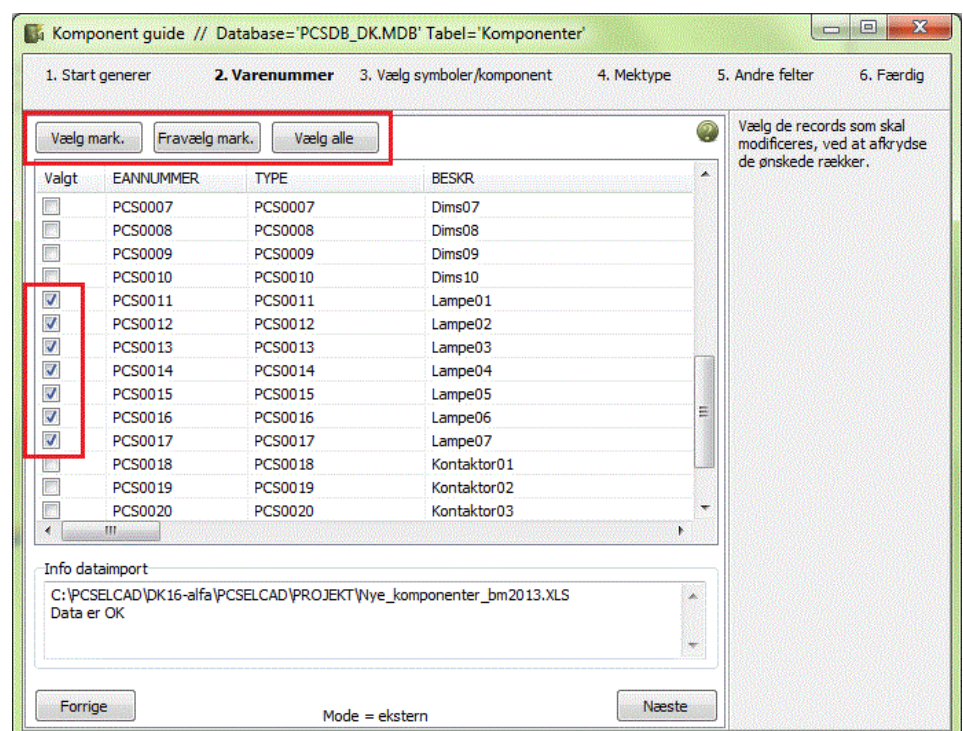 Komponent guide // Database='PCSDB_DK.MDB' Tabel='Komponenter'
1. Start generer 2. Varenummer 3. Vælg symboler/komponent 4. Mektype 5. Andre felter 6. Færdig
Vælg mark. Fravælg mark. Vælg alle
Vælg de records som skal
modificeres, ved at afkrydse
de ønskede rækker.
Valgt EANNUMMER TYPE BESKR
PCS0007 PCS0007 Dims07
PCS0008 PCS0008 Dims08
PCS0009 PCS0009 Dims09
PCS0010 PCS0010 Dims10
PCS0011 PCS0011 Lampe01
PCS0012 PCS0012 Lampe02
PCS0013 PCS0013 Lampe03
PCS0014 PCS0014 Lampe04
PCS0015 PCS0015 Lampe05
PCS0016 PCS0016 Lampe06
PCS0017 PCS0017 Lampe07
PCS0018 PCS0018 Kontaktor01
PCS0019 PCS0019 Kontaktor02
PCS0020 PCS0020 Kontaktor03
Info dataimport
C:\PCSELCAD\DK16-alfa\PCSELCAD\PROJEKT\Nye_komponenter_bm2013.XLS
Data er OK
Forrige Mode = ekstern Næste